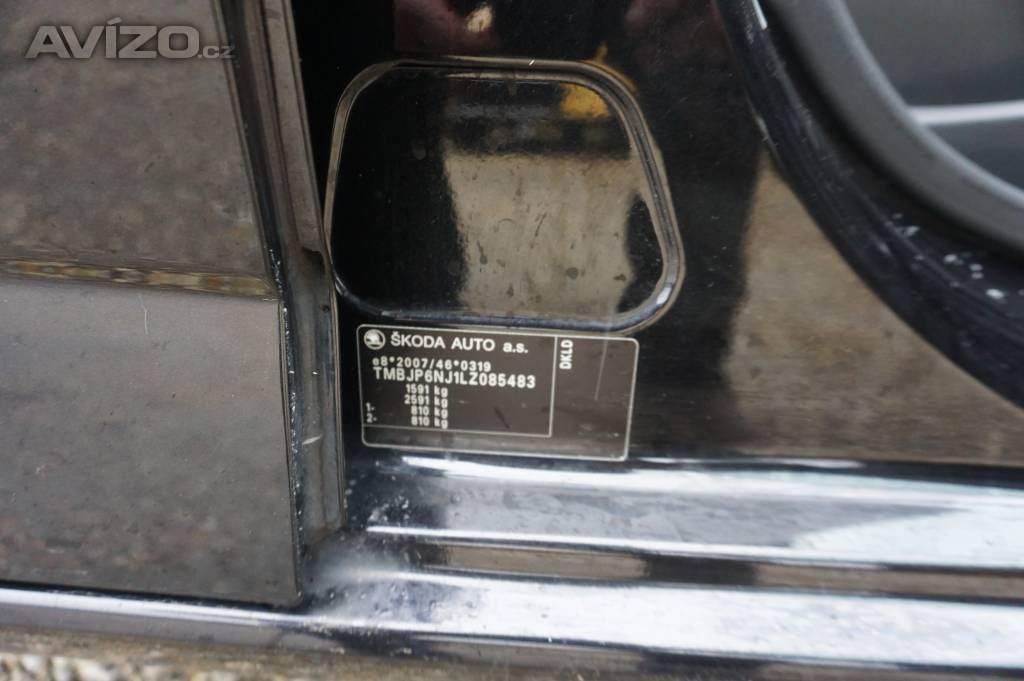 AVÍZO.cz
ŠKODA AUTO a.s.
e8*2007/46*0319
TMBJP6NJ1LZ085483
1591 kg
2591 kg
1- 810 kg
2- 810 kg
DKLD